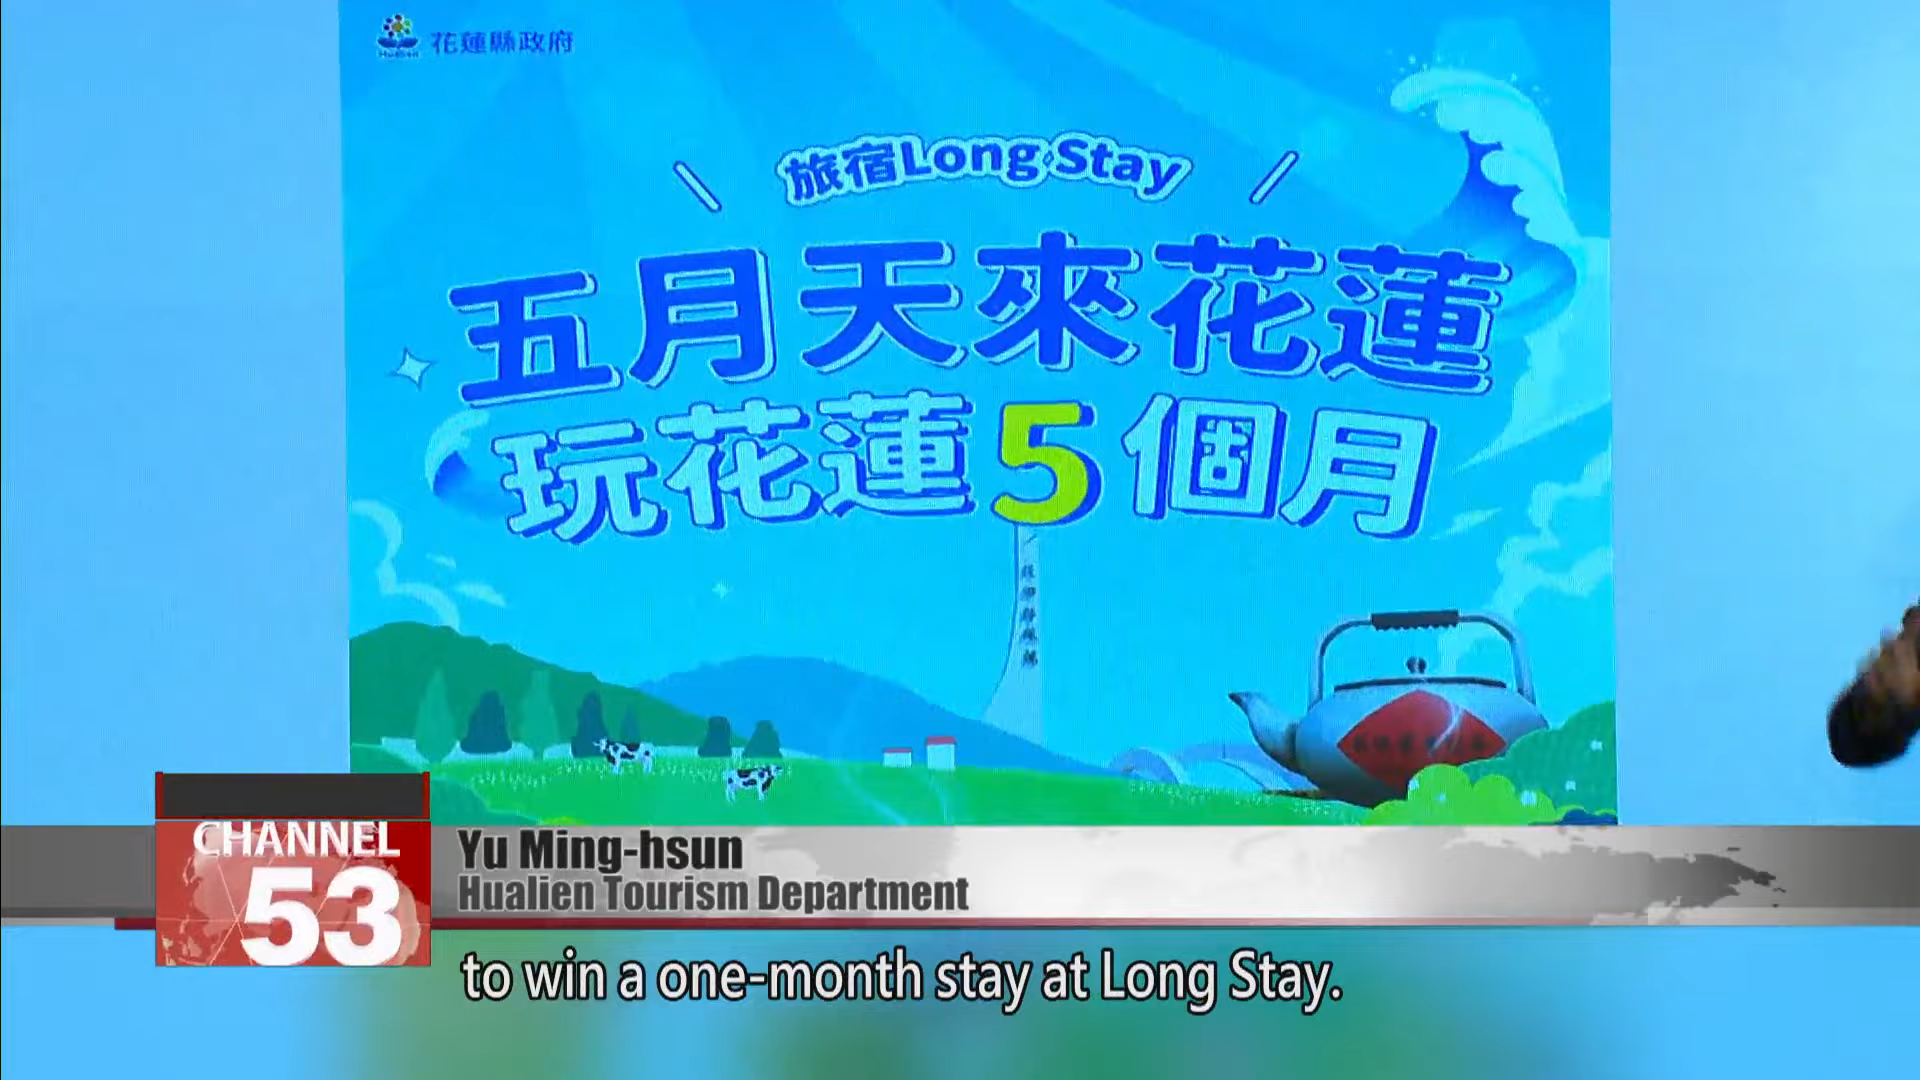 花蓮縣政府
旅宿Long Stay
五月天來花蓮
玩花蓮5個月
CHANNEL
53
Yu Ming-hsun
Hualien Tourism Department
to win a one-month stay at Long Stay.